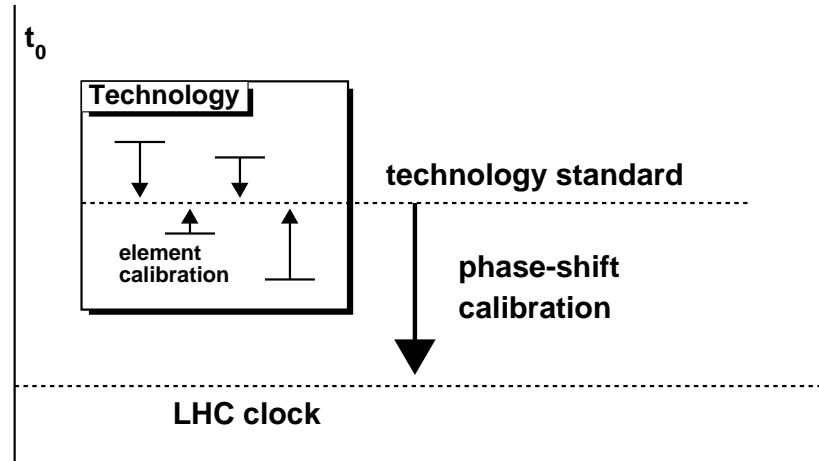 t0
Technology
technology standard
element
calibration
phase-shift
calibration
LHC clock